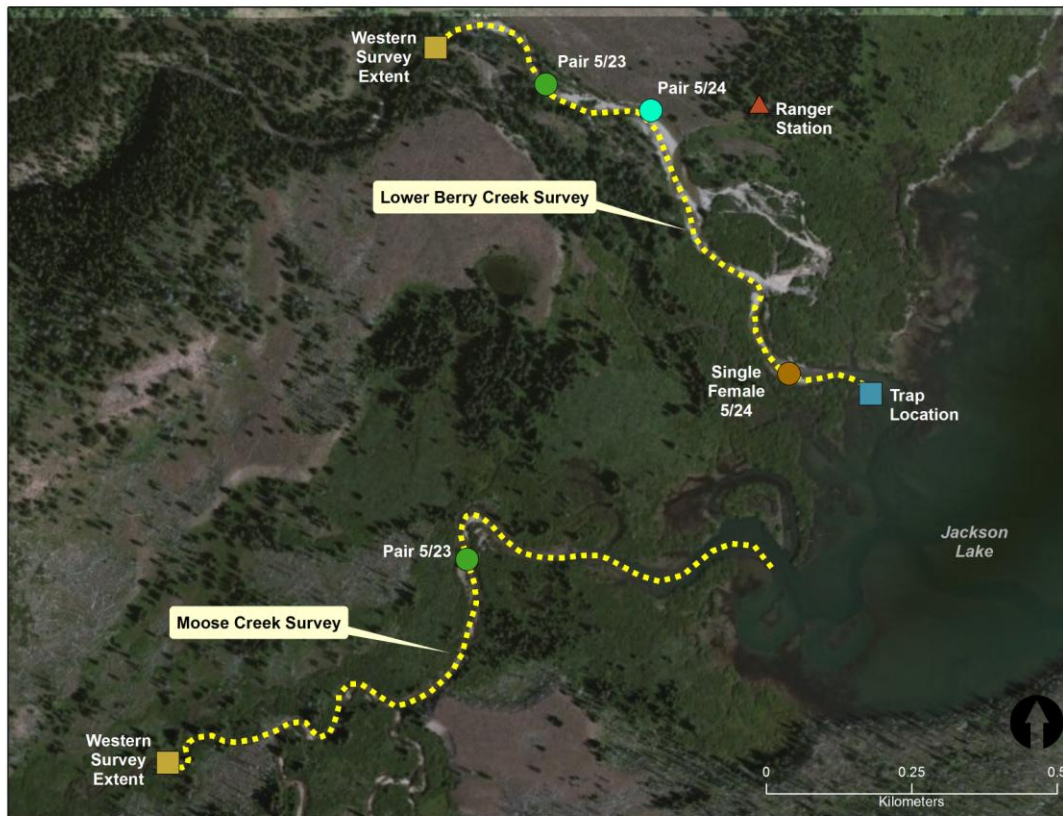 Western
Survey
Extent
Pair 5/23
Pair 5/24
Ranger
Station
Lower Berry Creek Survey
Single
Female
5/24
Trap
Location
Jackson
Lake
Pair 5/23
Moose Creek Survey
Western
Survey
Extent
0
0.25
0.5
Kilometers